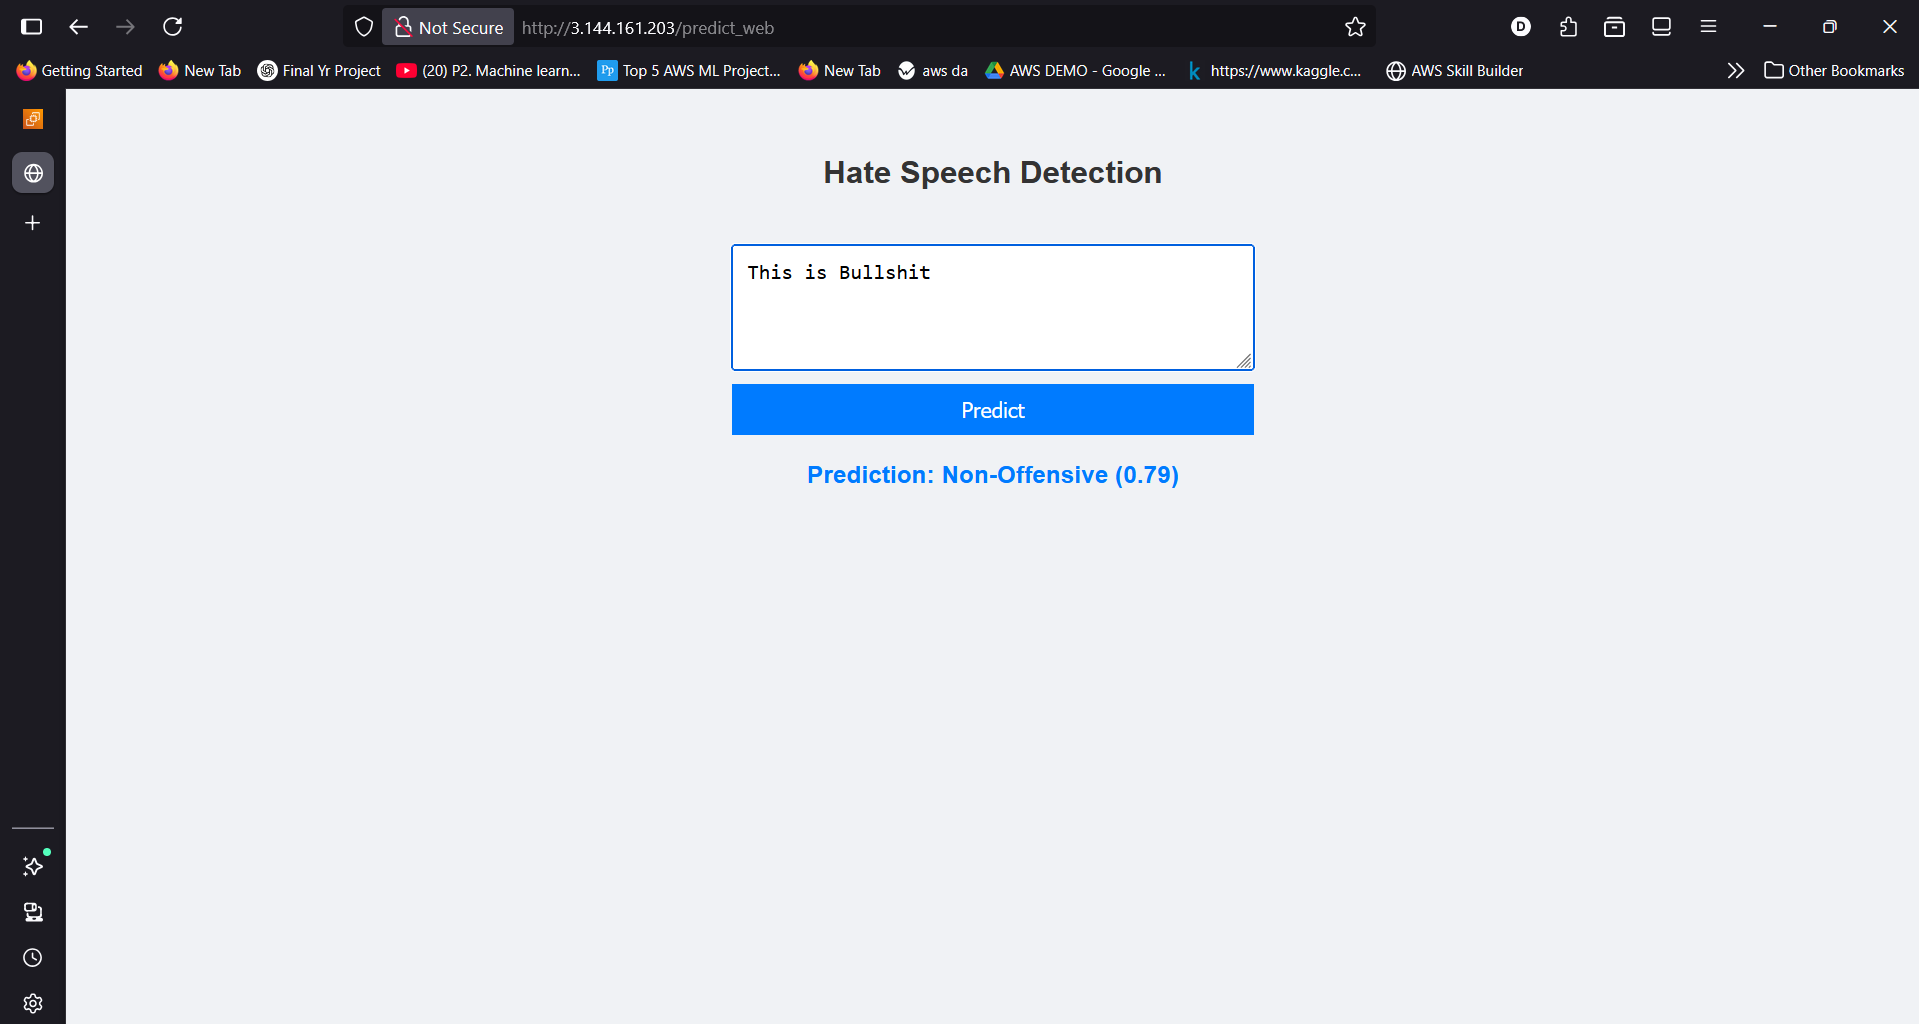 Not Secure http://3.144.161.203/predict_web
D
Getting Started New Tab Final Yr Project (20) P2. Machine learn... Pp Top 5 AWS ML Project... New Tab aws da AWS DEMO - Google ... k https://www.kaggle.c... AWS Skill Builder Other Bookmarks
Hate Speech Detection
This is Bullshit
Predict
Prediction: Non-Offensive (0.79)